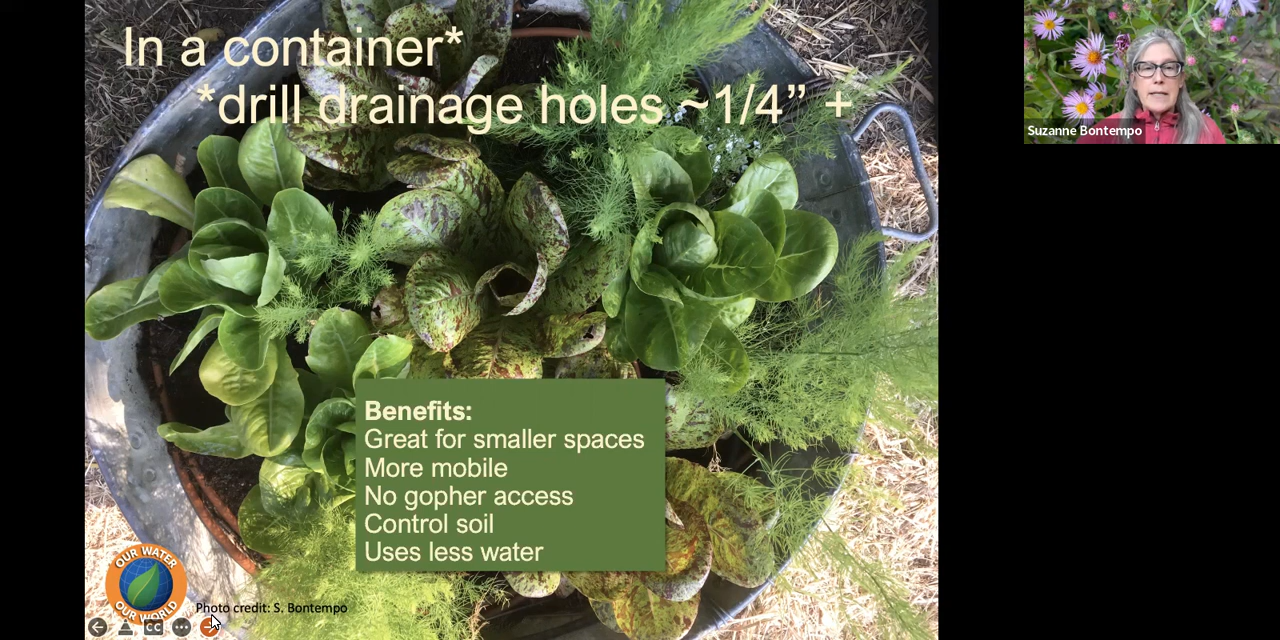 In a container*
*drill drainage holes ~1/4” +
Suzanne Bontempo
Benefits:
Great for smaller spaces
More mobile
No gopher access
Control soil
Uses less water
OUR WATER
OUR WORLD
Photo credit: S. Bontempo
CC